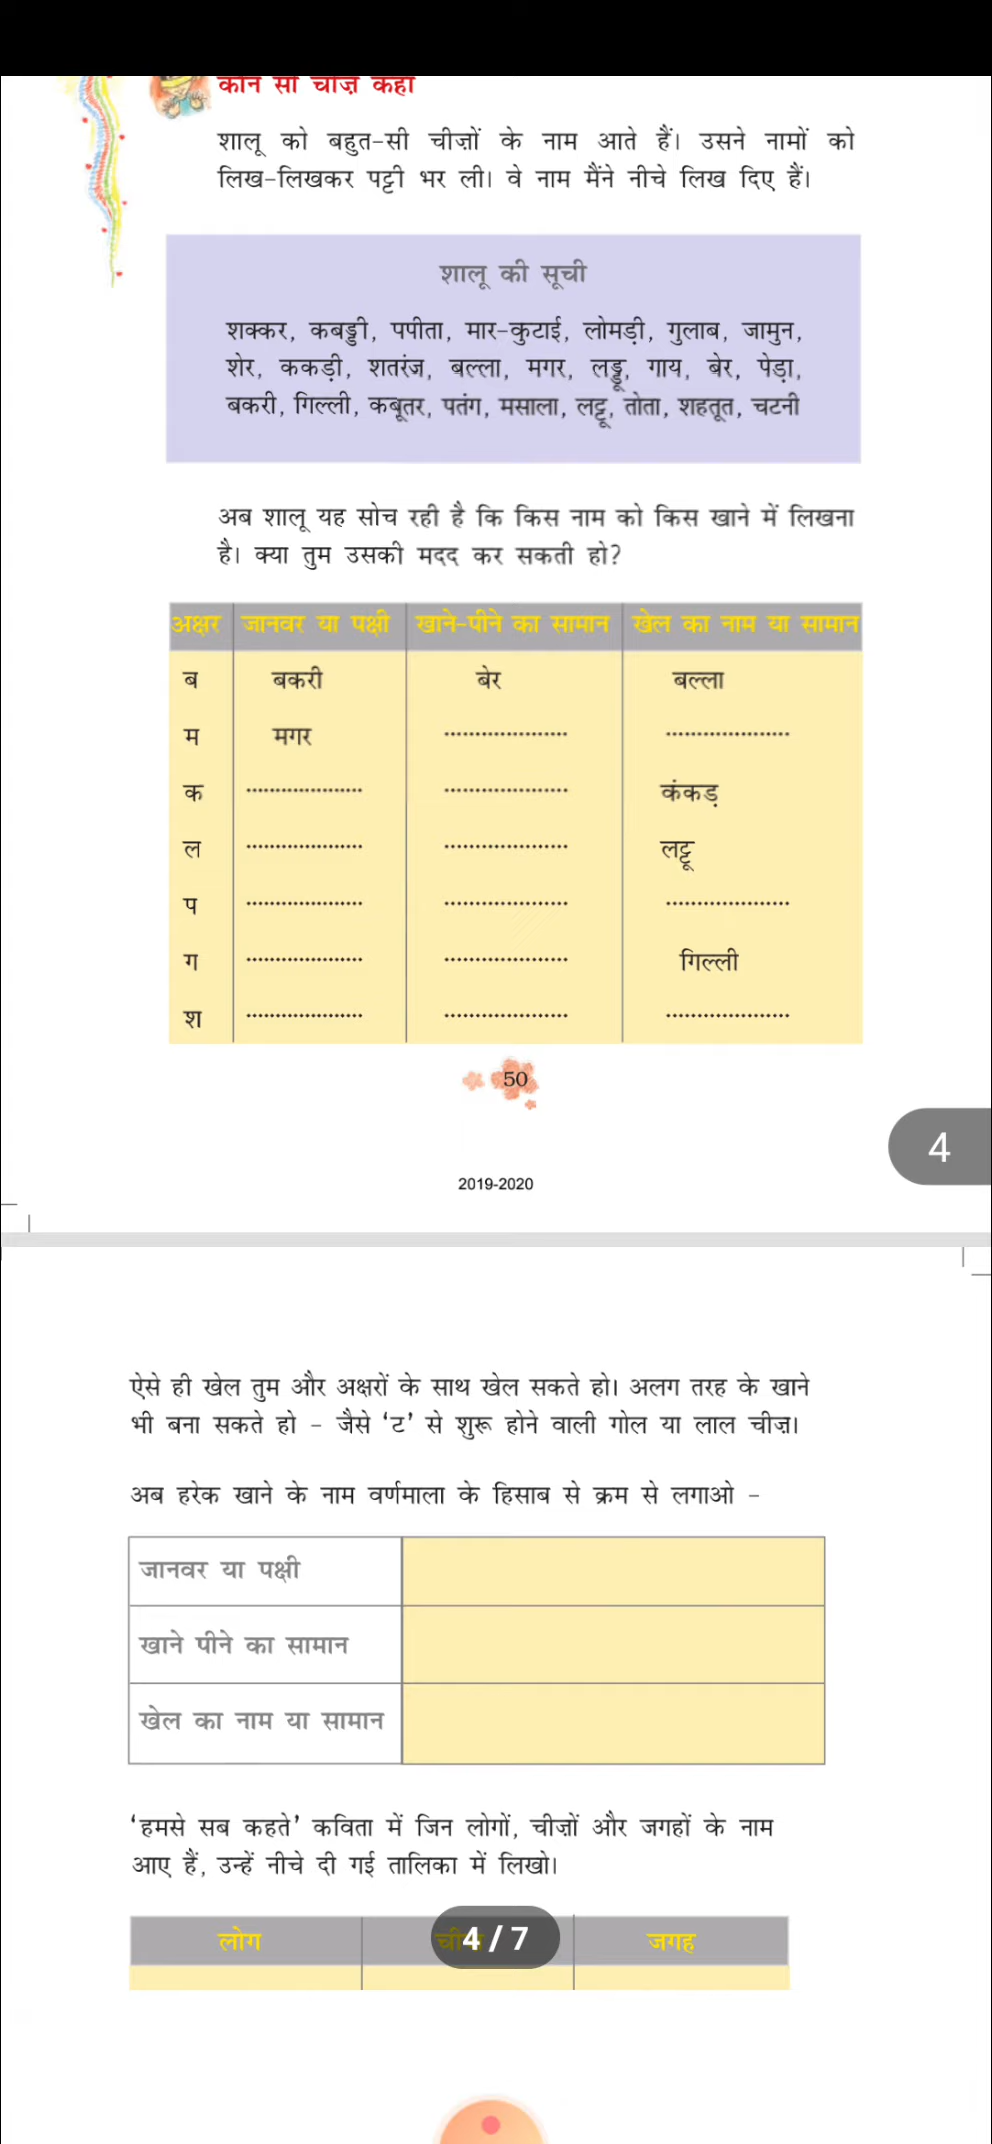 कौन सी चीज़ कहाँ
शालू को बहुत-सी चीज़ों के नाम आते हैं। उसने नामों को
लिख-लिखकर पट्टी भर ली। वे नाम मैंने नीचे लिख दिए हैं।
शालू की सूची
शक्कर, कबड्डी, पपीता, मार-कुटाई, लोमड़ी, गुलाब, जामुन,
शेर, ककड़ी, शतरंज, बल्ला, मगर, लड्डू, गाय, बेर, पेड़ा,
बकरी, गिल्ली, कबूतर, पतंग, मसाला, लट्टू, तोता, शहतूत, चटनी
अब शालू यह सोच रही है कि किस नाम को किस खाने में लिखना
है। क्या तुम उसकी मदद कर सकती हो?
अक्षर जानवर या पक्षी खाने-पीने का सामान खेल का नाम या सामान
ब बकरी बेर बल्ला
म मगर ..................... .....................
क ..................... ..................... कंकड़
ल ..................... ..................... लट्टू
प ..................... ..................... .....................
ग ..................... ..................... गिल्ली
श ..................... ..................... .....................
50
4
2019-2020
ऐसे ही खेल तुम और अक्षरों के साथ खेल सकते हो। अलग तरह के खाने
भी बना सकते हो - जैसे ‘ट’ से शुरू होने वाली गोल या लाल चीज़।
अब हरेक खाने के नाम वर्णमाला के हिसाब से क्रम से लगाओ -
जानवर या पक्षी
खाने पीने का सामान
खेल का नाम या सामान
‘हमसे सब कहते’ कविता में जिन लोगों, चीज़ों और जगहों के नाम
आए हैं, उन्हें नीचे दी गई तालिका में लिखो।
लोग 4 / 7 जगह